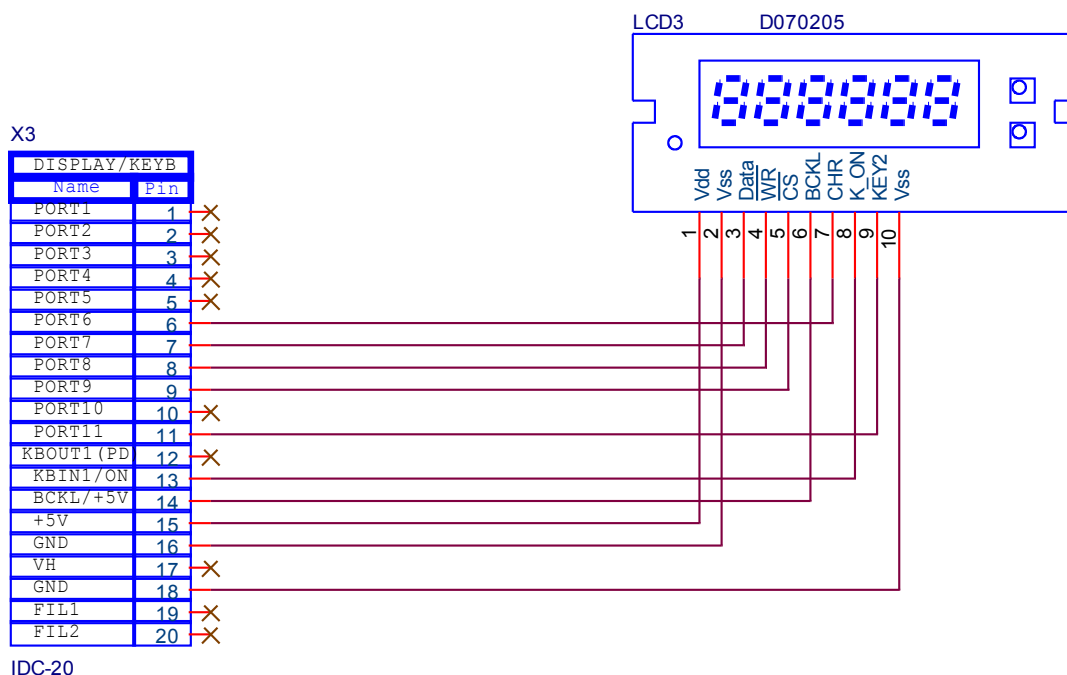 LCD3 D070205
Vdd
Vss
Data
WR
CS
BCKL
CHR
K_ON
KEY2
Vss
1
2
3
4
5
6
7
8
9
10
X3
DISPLAY/KEYB
Name Pin
PORT1 1
PORT2 2
PORT3 3
PORT4 4
PORT5 5
PORT6 6
PORT7 7
PORT8 8
PORT9 9
PORT10 10
PORT11 11
KBOUT1(PD 12
KBIN1/ON 13
BCKL/+5V 14
+5V 15
GND 16
VH 17
GND 18
FIL1 19
FIL2 20
IDC-20